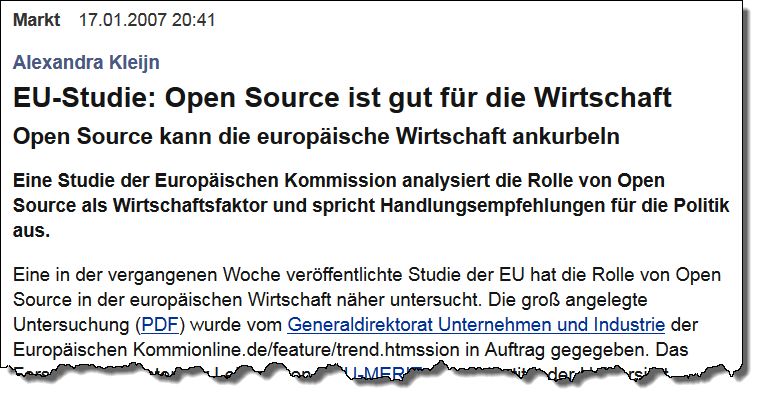 Markt 17.01.2007 20:41
Alexandra Kleijn
EU-Studie: Open Source ist gut für die Wirtschaft
Open Source kann die europäische Wirtschaft ankurbeln
Eine Studie der Europäischen Kommission analysiert die Rolle von Open
Source als Wirtschaftsfaktor und spricht Handlungsempfehlungen für die Politik
aus.
Eine in der vergangenen Woche veröffentlichte Studie der EU hat die Rolle von Open
Source in der europäischen Wirtschaft näher untersucht. Die groß angelegte
Untersuchung (PDF) wurde vom Generaldirektorat Unternehmen und Industrie der
Europäischen Kommionline.de/feature/trend.htmssion in Auftrag gegegeben. Das